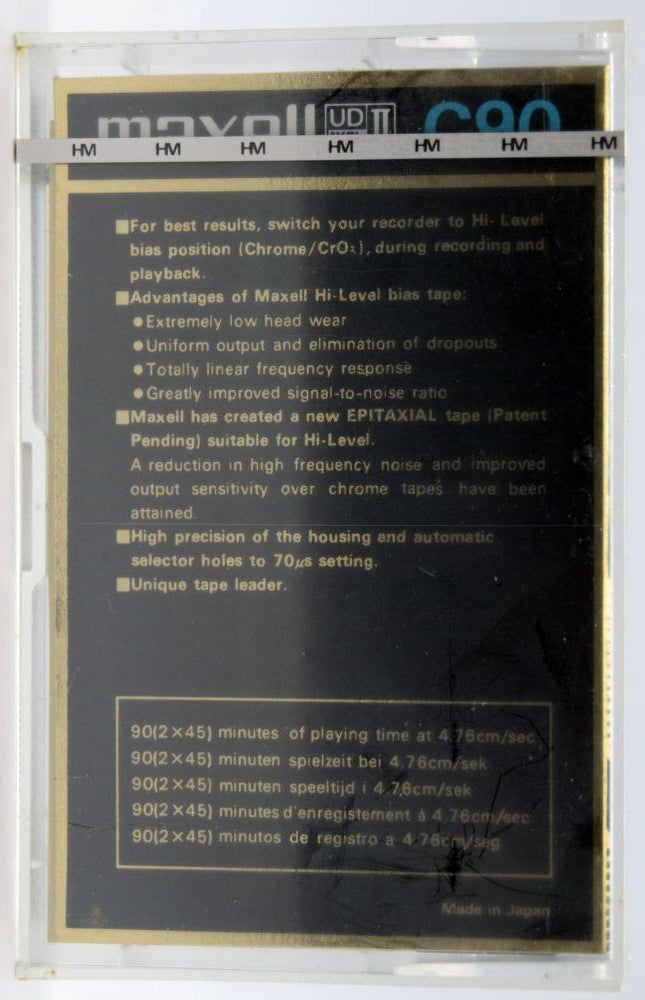 maxell UD II C90
HM HM HM HM HM HM HM
■For best results, switch your recorder to Hi-Level
bias position (Chrome/CrO₂), during recording and
playback.
■Advantages of Maxell Hi-Level bias tape:
●Extremely low head wear
●Uniform output and elimination of dropouts
●Totally linear frequency response
●Greatly improved signal-to-noise ratio
■Maxell has created a new EPITAXIAL tape (Patent
Pending) suitable for Hi-Level.
A reduction in high frequency noise and improved
output sensitivity over chrome tapes have been
attained.
■High precision of the housing and automatic
selector holes to 70μs setting.
■Unique tape leader.
90(2×45) minutes of playing time at 4.76cm/sec
90(2×45) minuten spielzeit bei 4.76cm/sek
90(2×45) minuten speeltijd i 4.76cm/sek
90(2×45) minutes d'enregistement à 4.76cm/sec
90(2×45) minutos de registro a 4.76cm/seg
Made in Japan